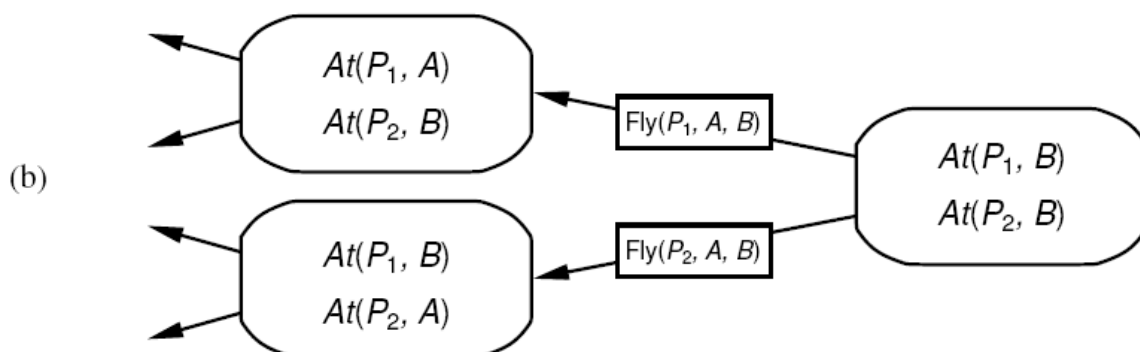 (b)
At(P₁, A)
At(P₂, B)
Fly(P₁, A, B)
At(P₁, B)
At(P₂, B)
At(P₁, B)
At(P₂, A)
Fly(P₂, A, B)